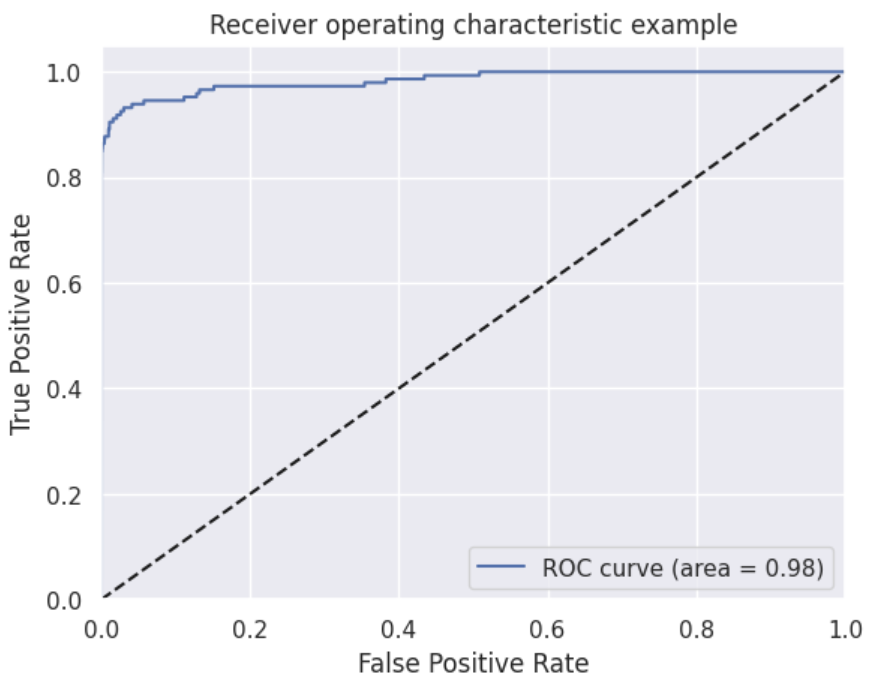 Receiver operating characteristic example
True Positive Rate
1.0
0.8
0.6
0.4
0.2
0.0
ROC curve (area = 0.98)
0.0 0.2 0.4 0.6 0.8 1.0
False Positive Rate